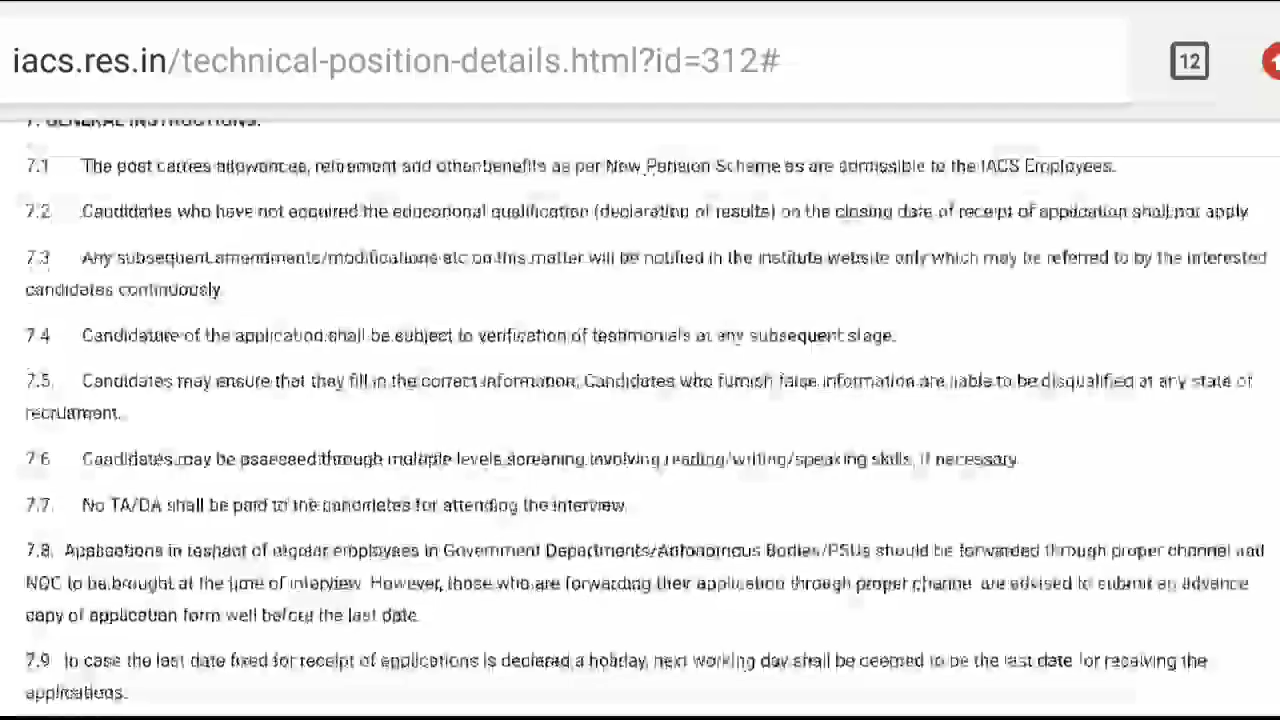 iacs.res.in/technical-position-details.html?id=312#
12
7. GENERAL INSTRUCTIONS:
7.1 The post carries allowances, retirement and other benefits as per New Pension Scheme as are admissible to the IACS Employees.
7.2 Candidates who have not acquired the educational qualification (declaration of results) on the closing date of receipt of application shall not apply
7.3 Any subsequent amendments/modifications etc on this matter will be notified in the institute website only which may be referred to by the interested
candidates continuously
7.4 Candidature of the application shall be subject to verification of testimonials at any subsequent stage.
7.5. Candidates may ensure that they fill in the correct information. Candidates who furnish false information are liable to be disqualified at any state of
recruitment.
7.6 Candidates may be assessed through multiple levels screening involving reading/writing/speaking skills, if necessary.
7.7. No TA/DA shall be paid to the candidates for attending the interview.
7.8. Applications in respect of regular employees in Government Departments/Autonomous Bodies/PSUs should be forwarded through proper channel and
NOC to be brought at the time of interview. However, those who are forwarding their application through proper channel are advised to submit an advance
copy of application form well before the last date.
7.9 In case the last date fixed for receipt of applications is declared a holiday, next working day shall be deemed to be the last date for receiving the
applications.